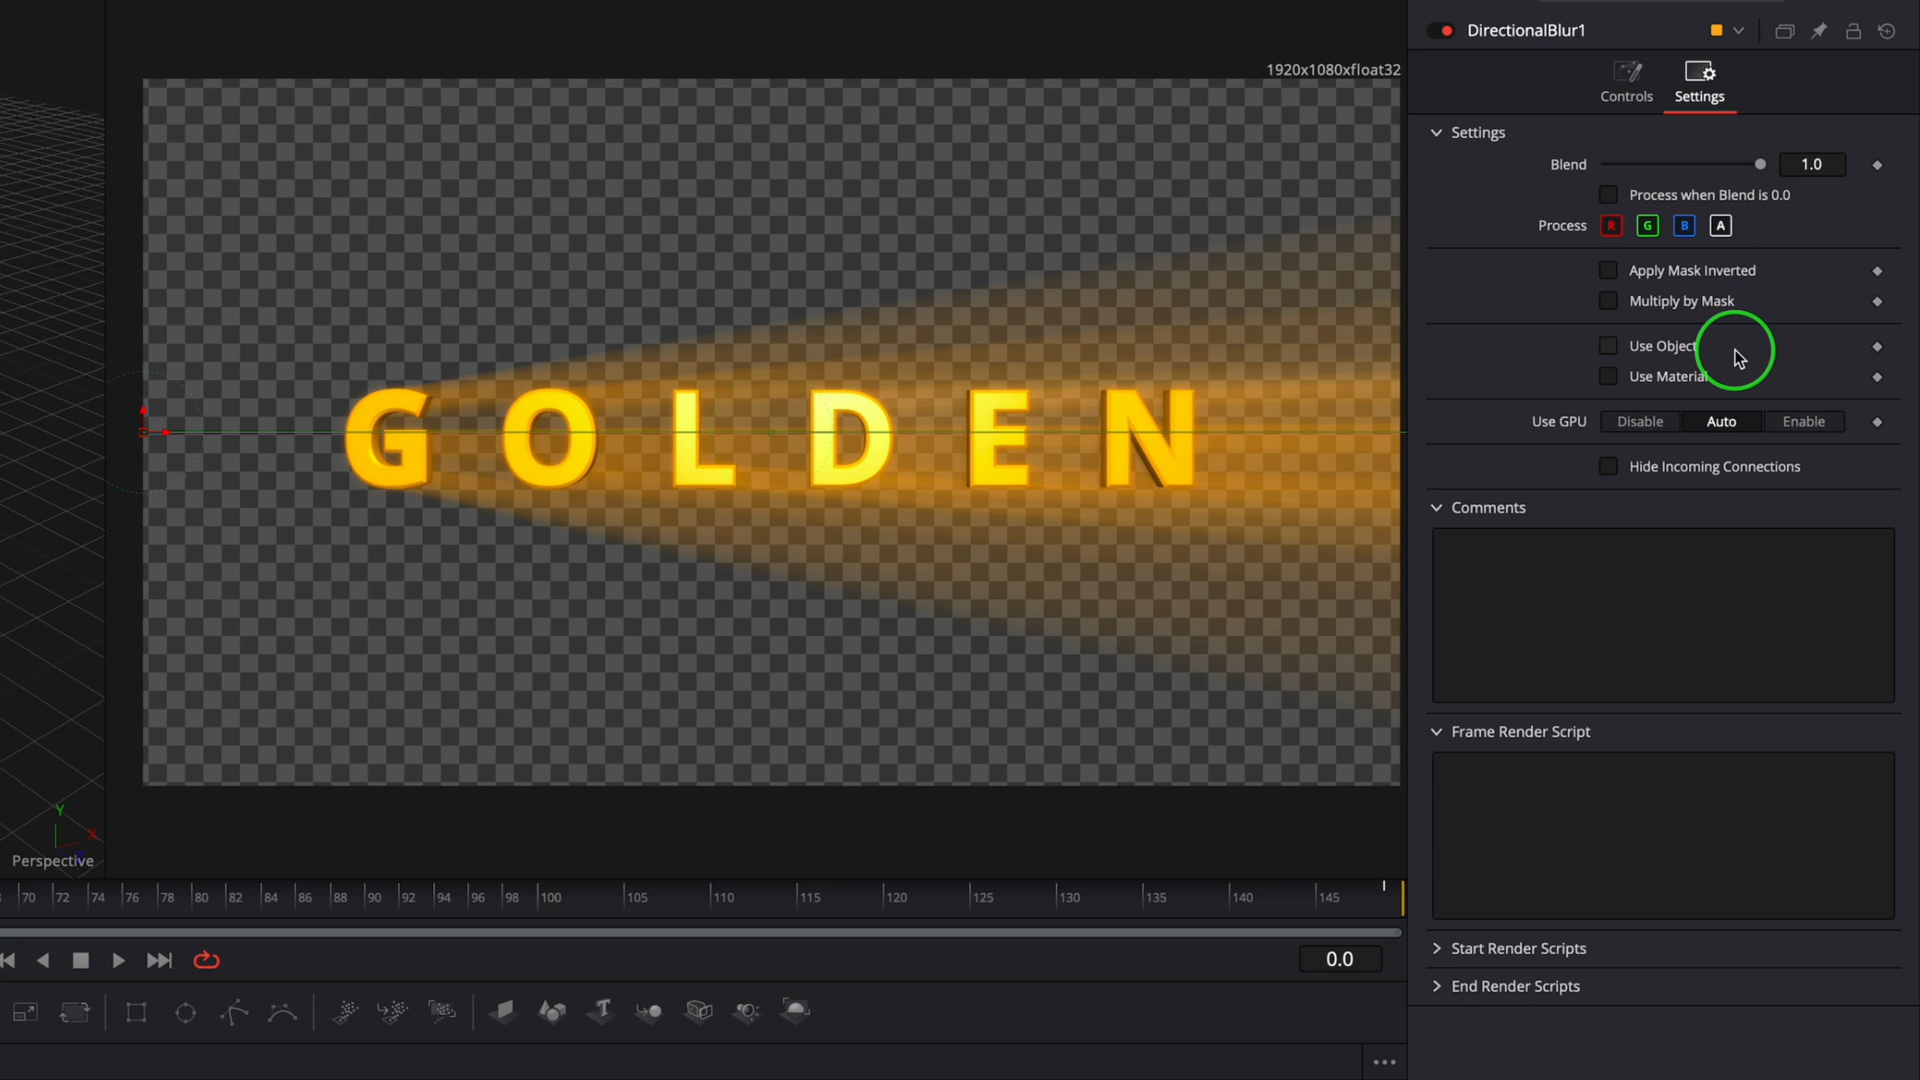 DirectionalBlur1
1920x1080xfloat32
Controls
Settings
Settings
Blend
1.0
Process when Blend is 0.0
Process
R
G
B
A
Apply Mask Inverted
Multiply by Mask
Use Object
Use Material
Use GPU
Disable
Auto
Enable
Hide Incoming Connections
Comments
Frame Render Script
Start Render Scripts
End Render Scripts
GOLDEN
Y
X
Perspective
70 72 74 76 78 80 82 84 86 88 90 92 94 96 98 100 105 110 115 120 125 130 135 140 145
0.0